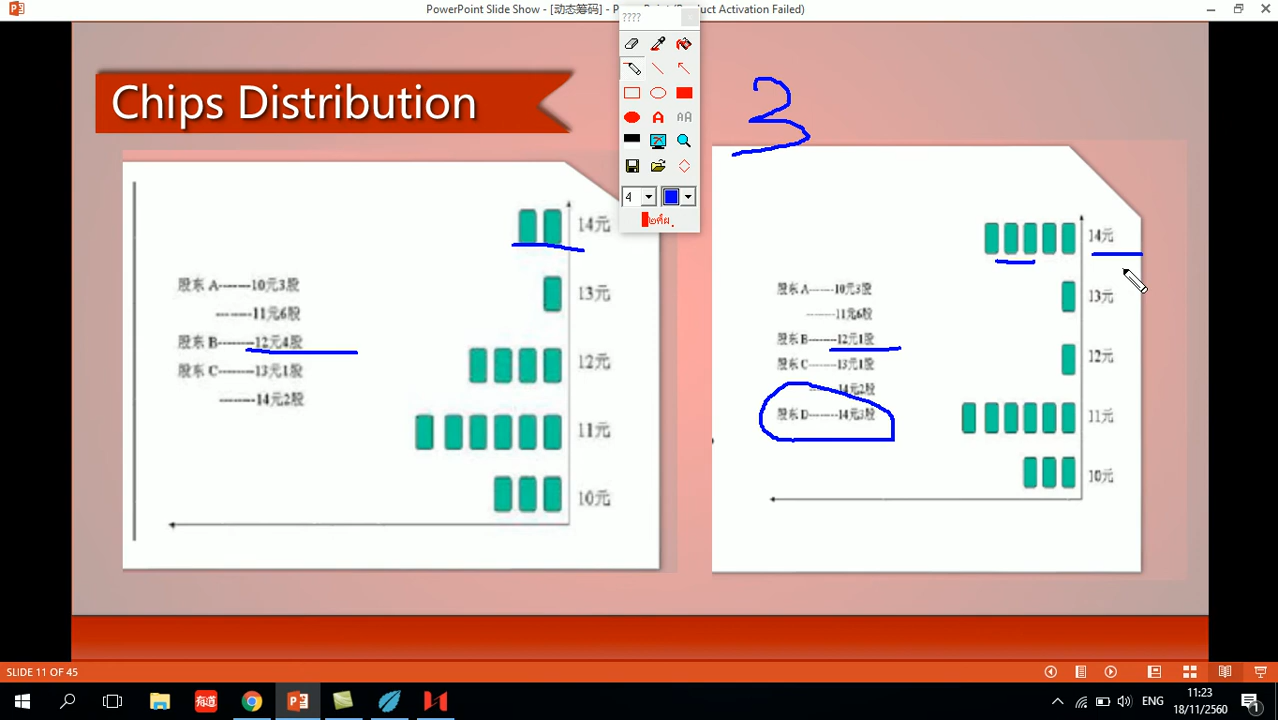 PowerPoint Slide Show - [动态筹码] - P
uct Activation Failed)
????
Chips Distribution
3
4
14元
13元
12元
11元
10元
股东 A-------10元3股
-------11元6股
股东 B-------12元4股
股东 C-------13元1股
-------14元2股
14元
13元
12元
11元
10元
股东 A-------10元3股
-------11元6股
股东 B-------12元1股
股东 C-------13元1股
14元2股
股东 D-------14元3股
SLIDE 11 OF 45
有道
ENG
11:23
18/11/2560
1